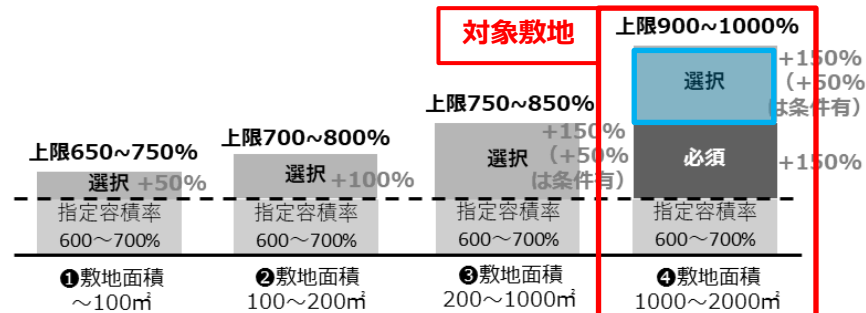 対象敷地
上限650~750%
選択 +50%
指定容積率
600~700%
❶敷地面積
~100㎡
上限700~800%
選択 +100%
指定容積率
600~700%
❷敷地面積
100~200㎡
上限750~850%
+150%
選択 (+50%
は条件有)
指定容積率
600~700%
❸敷地面積
200~1000㎡
上限900~1000%
+150%
選択 (+50%
は条件有)
必須 +150%
指定容積率
600~700%
❹敷地面積
1000~2000㎡